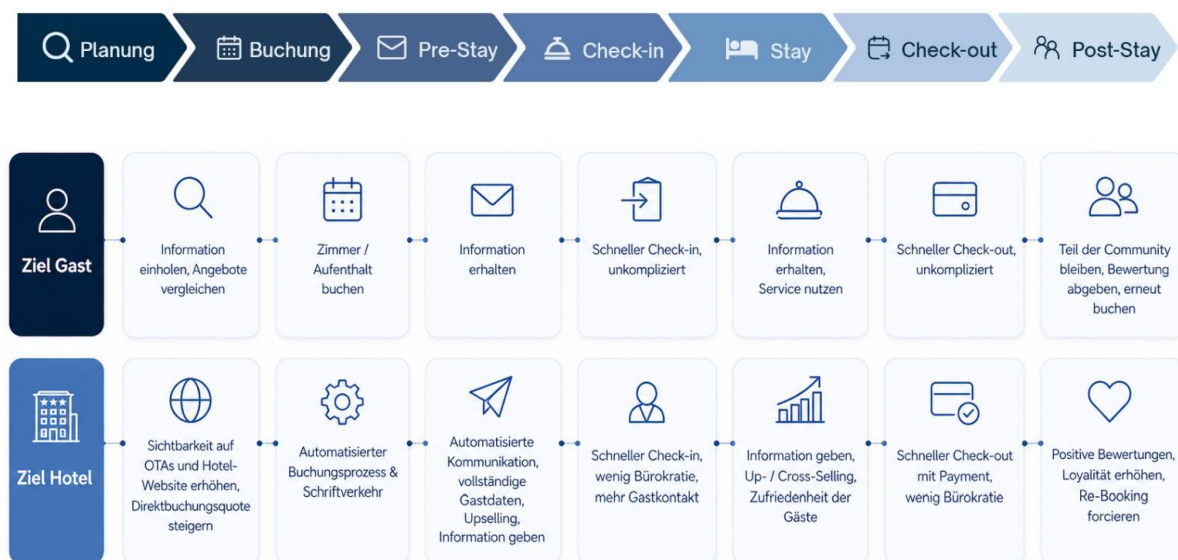 Planung
Buchung
Pre-Stay
Check-in
Stay
Check-out
Post-Stay
Ziel Gast
Information
einholen, Angebote
vergleichen
Zimmer /
Aufenthalt
buchen
Information
erhalten
Schneller Check-in,
unkompliziert
Information
erhalten,
Service nutzen
Schneller Check-out,
unkompliziert
Teil der Community
bleiben, Bewertung
abgeben, erneut
buchen
Ziel Hotel
Sichtbarkeit auf
OTAs und Hotel-
Website erhöhen,
Direktbuchungsquote
steigern
Automatisierter
Buchungsprozess &
Schriftverkehr
Automatisierte
Kommunikation,
vollständige
Gastdaten,
Upselling,
Information geben
Schneller Check-in,
wenig Bürokratie,
mehr Gastkontakt
Information geben,
Up- / Cross-Selling,
Zufriedenheit der
Gäste
Schneller Check-out
mit Payment,
wenig Bürokratie
Positive Bewertungen,
Loyalität erhöhen,
Re-Booking
forcieren